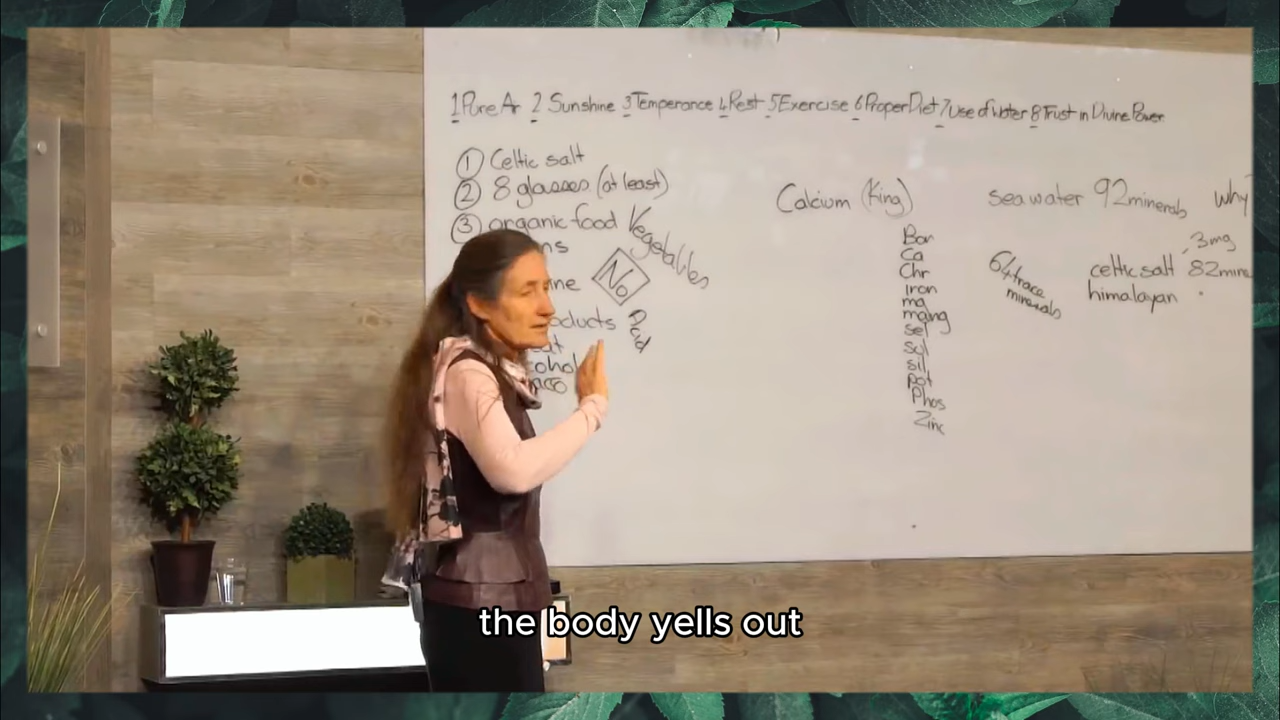 1 Pure Air 2 Sunshine 3 Temperance 4 Rest 5 Exercise 6 Proper Diet 7 Use of Water 8 Trust in Divine Power
1 Celtic salt
2 8 glasses (at least)
3 organic food Vegetables
No
Calcium (King)
Bor
Ca
Chr
iron
ma
mang
sel
sul
sil
pot
Phos
Zinc
sea water 92 minerals why
64 trace
minerals
3mg
celtic salt 82 mine
himalayan
the body yells out